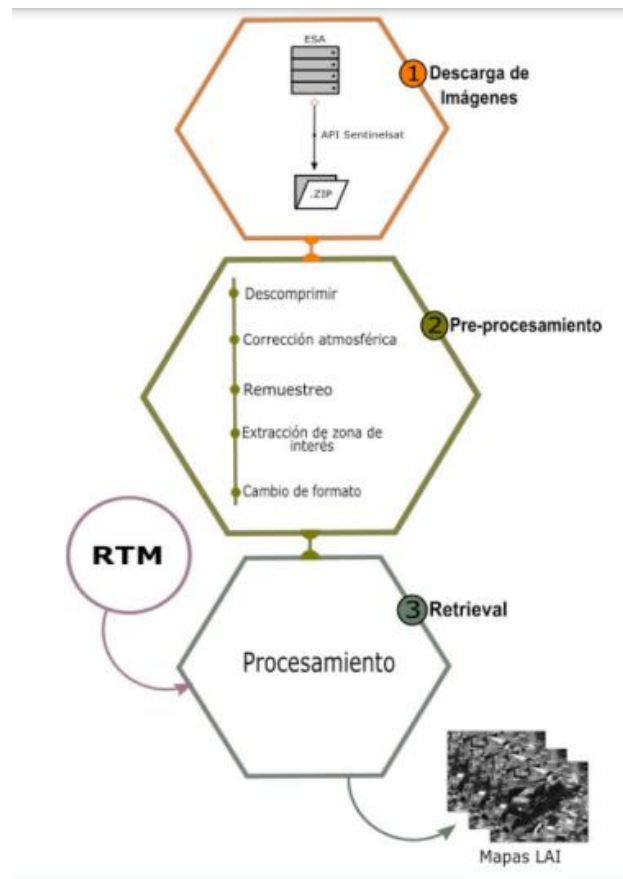 ESA
1 Descarga de
Imágenes
API Sentinelsat
.ZIP
Descomprimir
2 Pre-procesamiento
Corrección atmosférica
Remuestreo
Extracción de zona de
interés
Cambio de formato
RTM
3 Retrieval
Procesamiento
Mapas LAI